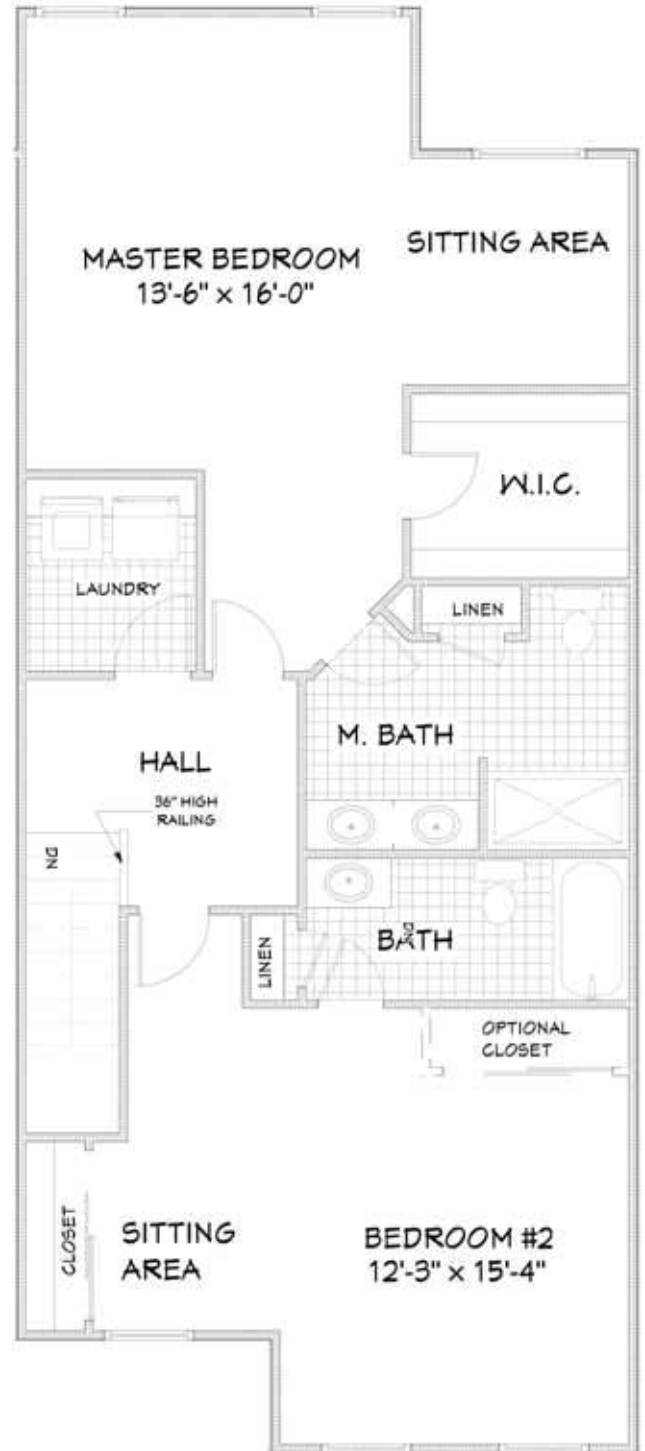 MASTER BEDROOM
13'-6" x 16'-0"
SITTING AREA
W.I.C.
LAUNDRY
LINEN
M. BATH
HALL
36" HIGH
RAILING
DN
BATH
LINEN
OPTIONAL
CLOSET
CLOSET
SITTING
AREA
BEDROOM #2
12'-3" x 15'-4"